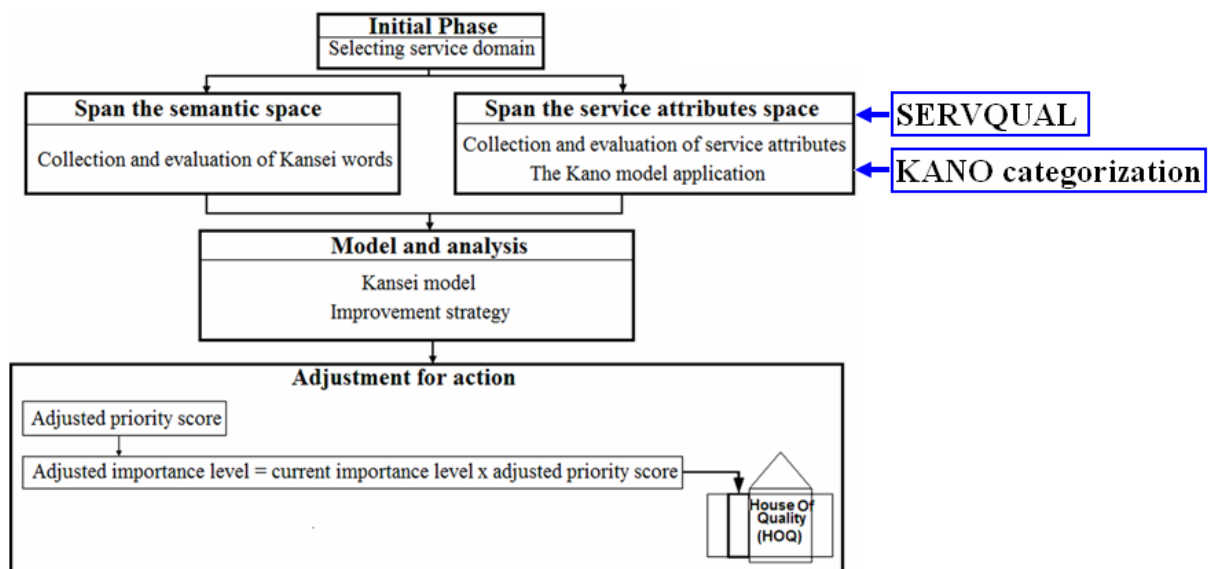 Initial Phase
Selecting service domain
Span the semantic space
Collection and evaluation of Kansei words
Span the service attributes space
Collection and evaluation of service attributes
The Kano model application
SERVQUAL
KANO categorization
Model and analysis
Kansei model
Improvement strategy
Adjustment for action
Adjusted priority score
Adjusted importance level = current importance level x adjusted priority score
House Of
Quality
(HOQ)